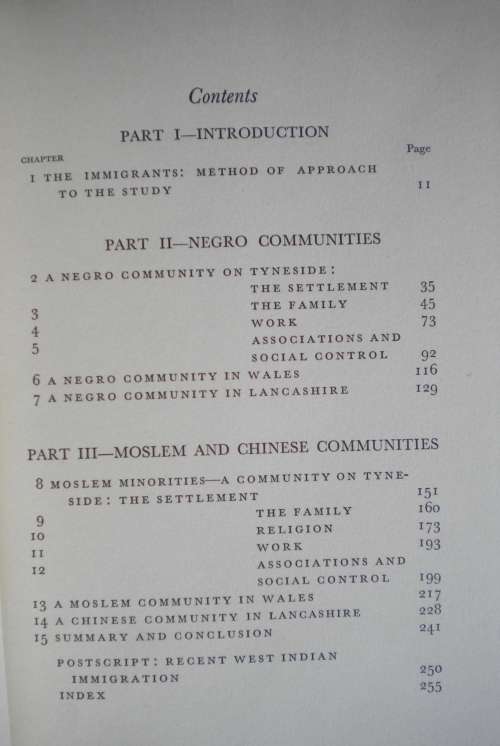 Contents
PART I—INTRODUCTION
CHAPTER Page
1 THE IMMIGRANTS: METHOD OF APPROACH
TO THE STUDY 11
PART II—NEGRO COMMUNITIES
2 A NEGRO COMMUNITY ON TYNESIDE:
THE SETTLEMENT 35
3 THE FAMILY 45
4 WORK 73
5 ASSOCIATIONS AND
SOCIAL CONTROL 92
6 A NEGRO COMMUNITY IN WALES 116
7 A NEGRO COMMUNITY IN LANCASHIRE 129
PART III—MOSLEM AND CHINESE COMMUNITIES
8 MOSLEM MINORITIES—A COMMUNITY ON TYNE-
SIDE: THE SETTLEMENT 151
9 THE FAMILY 160
10 RELIGION 173
11 WORK 193
12 ASSOCIATIONS AND
SOCIAL CONTROL 199
13 A MOSLEM COMMUNITY IN WALES 217
14 A CHINESE COMMUNITY IN LANCASHIRE 228
15 SUMMARY AND CONCLUSION 241
POSTSCRIPT: RECENT WEST INDIAN
IMMIGRATION 250
INDEX 255